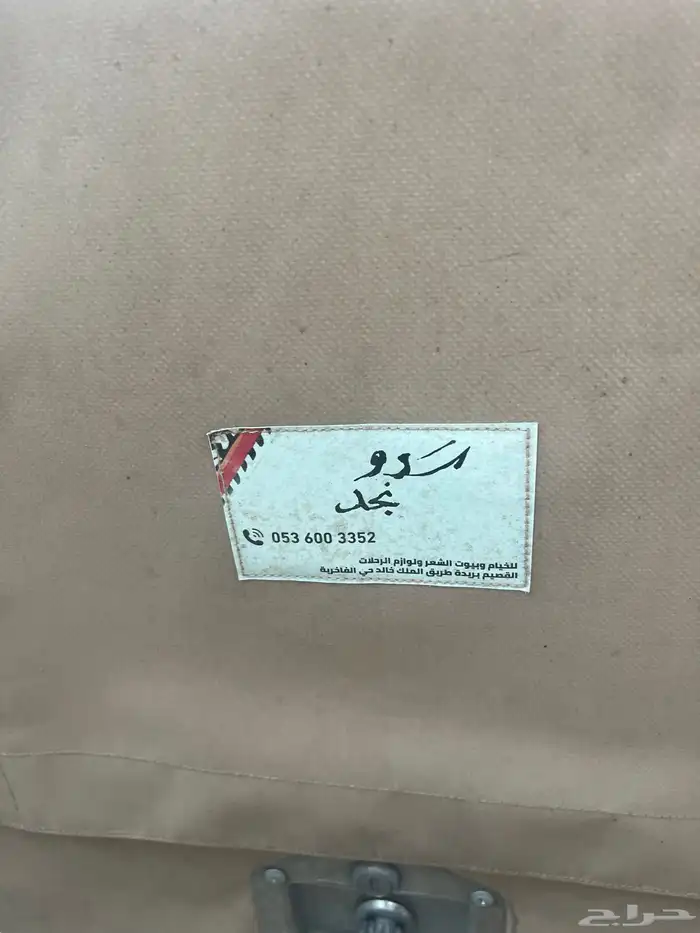 سدو
نجد
053 600 3352
للخيام وبيوت الشعر ولوازم الرحلات
القصيم بريدة طريق الملك خالد حي الفاخرية
حراج